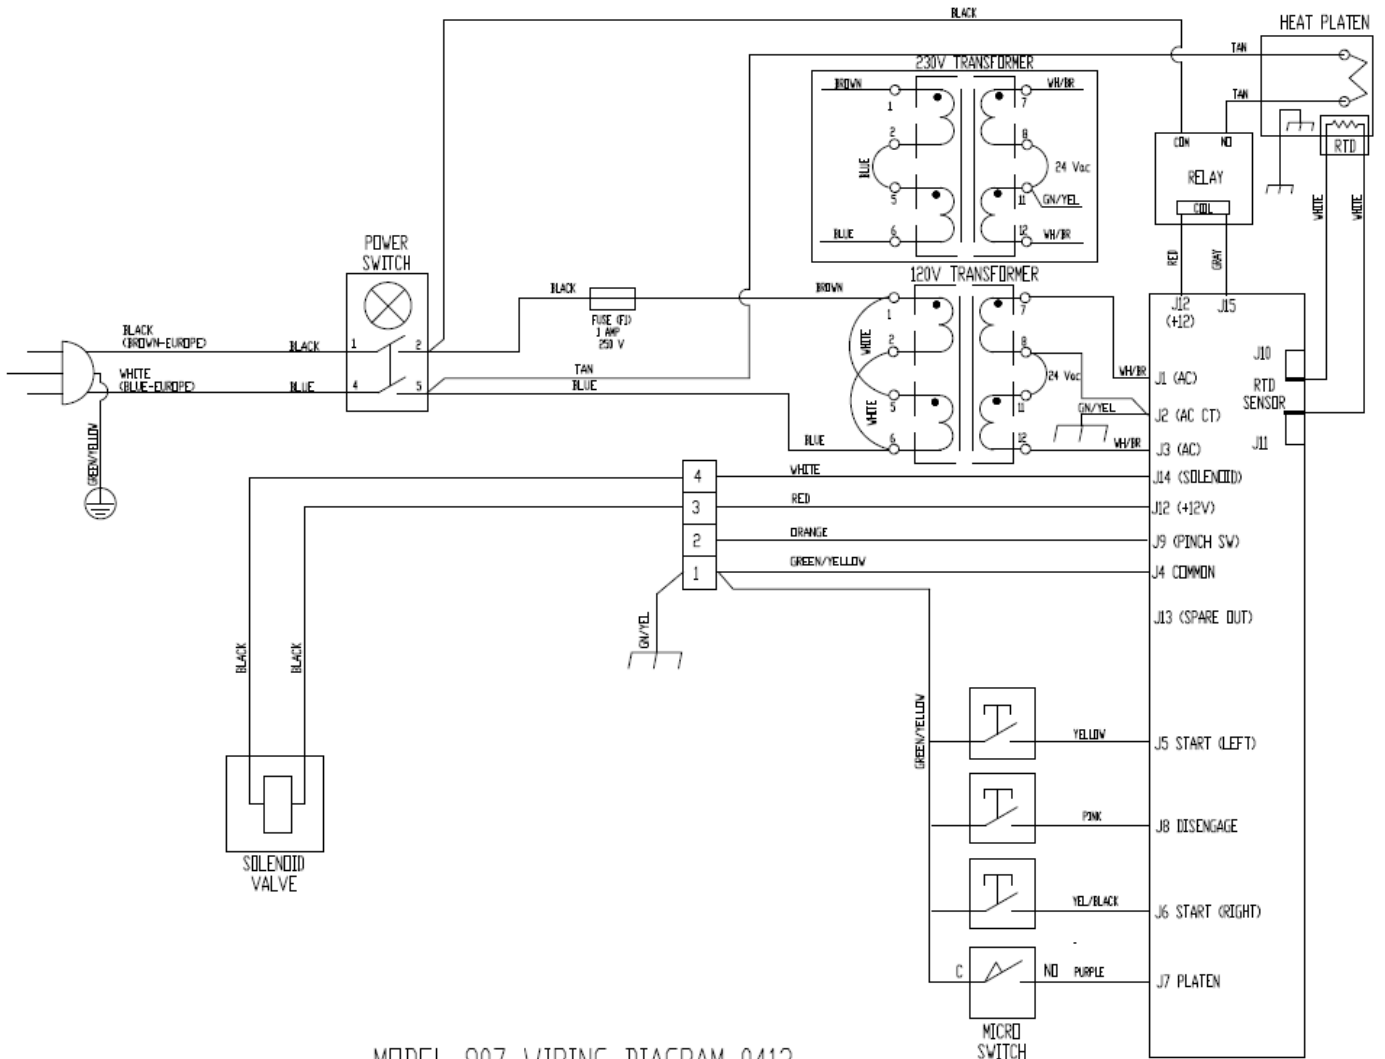 BLACK
HEAT PLATEN
TAN
230V TRANSFORMER
BROWN
WH/BR
1
7
TAN
2
8
COM
NO
RTD
BLUE
24 Vac
RELAY
5
11
GN/YEL
COIL
WHITE
WHITE
BLUE
6
12
WH/BR
POWER
SWITCH
RED
GRAY
120V TRANSFORMER
BLACK
BROWN
J12
(+12)
J15
FUSE (F1)
1 AMP
250 V
1
7
BLACK
(BROWN-EUROPE)
BLACK
1
2
WHITE
2
8
J10
WHITE
(BLUE-EUROPE)
BLUE
4
5
TAN
BLUE
24 Vac
WH/BR
J1 (AC)
RTD
SENSOR
WHITE
5
11
GN/YEL
J2 (AC CT)
GREEN/YELLOW
BLUE
6
12
WH/BR
J3 (AC)
J11
4
WHITE
J14 (SOLENOID)
3
RED
J12 (+12V)
2
ORANGE
J9 (PINCH SW)
1
GREEN/YELLOW
J4 COMMON
J13 (SPARE OUT)
GN/YEL
BLACK
BLACK
GREEN/YELLOW
YELLOW
J5 START (LEFT)
PINK
J8 DISENGAGE
SOLENOID
VALVE
YEL/BLACK
J6 START (RIGHT)
C
NO
PURPLE
J7 PLATEN
MICRO
SWITCH
MODEL 907 WIRING DIAGRAM 0412